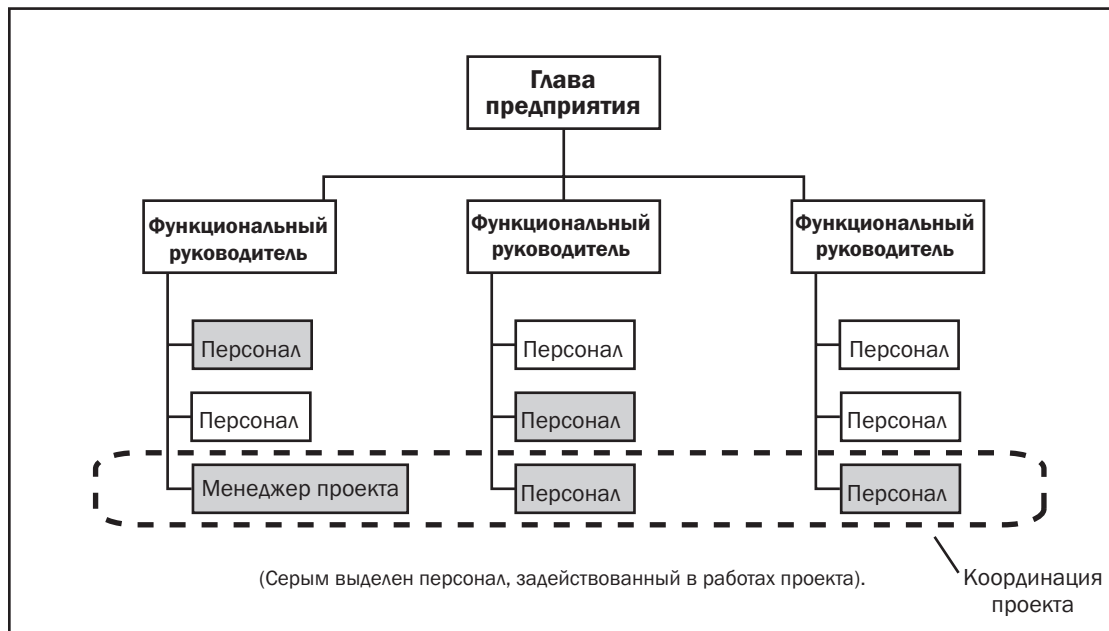 Глава
предприятия
Функциональный
руководитель
Функциональный
руководитель
Функциональный
руководитель
Персонал
Персонал
Персонал
Персонал
Персонал
Персонал
Менеджер проекта
Персонал
Персонал
(Серым выделен персонал, задействованный в работах проекта).
Координация
проекта